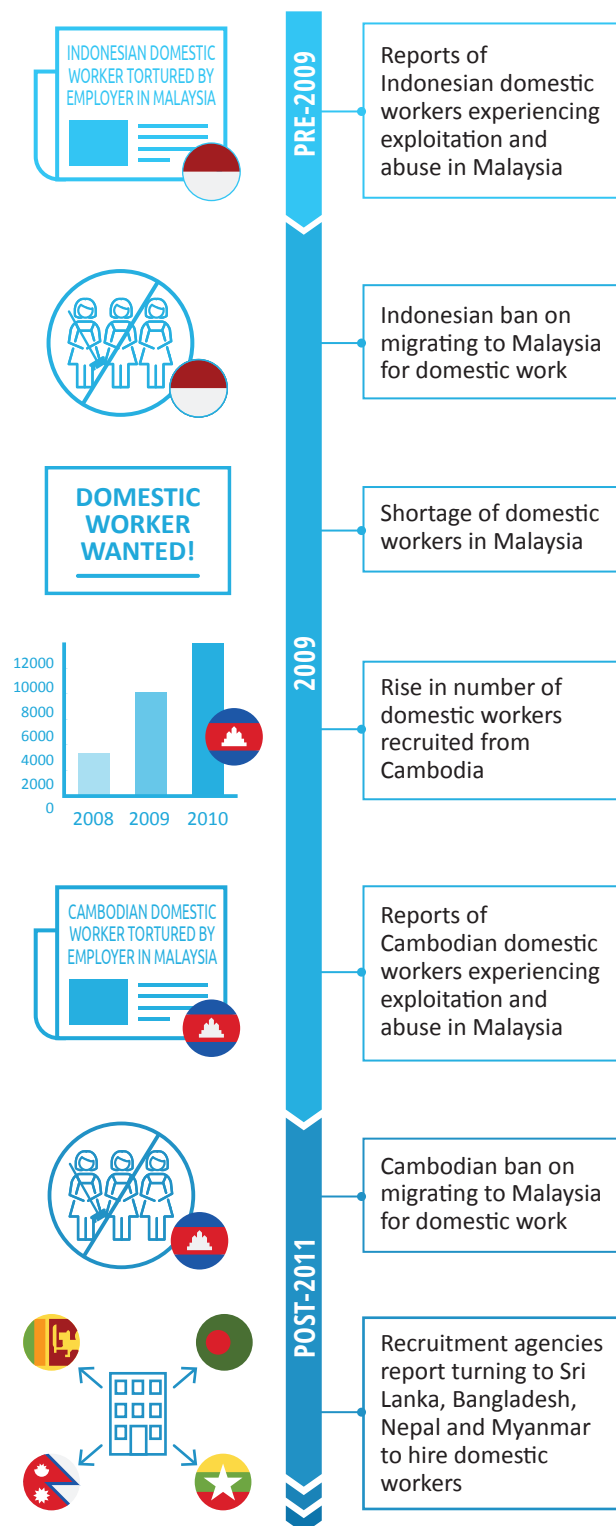 INDONESIAN DOMESTIC
WORKER TORTURED BY
EMPLOYER IN MALAYSIA
PRE-2009
Reports of
Indonesian domestic
workers experiencing
exploitation and
abuse in Malaysia
Indonesian ban on
migrating to Malaysia
for domestic work
DOMESTIC
WORKER
WANTED!
Shortage of domestic
workers in Malaysia
2009
12000
10000
8000
6000
4000
2000
0
2008 2009 2010
Rise in number of
domestic workers
recruited from
Cambodia
CAMBODIAN DOMESTIC
WORKER TORTURED BY
EMPLOYER IN MALAYSIA
Reports of
Cambodian domestic
workers experiencing
exploitation and
abuse in Malaysia
Cambodian ban on
migrating to Malaysia
for domestic work
POST-2011
Recruitment agencies
report turning to Sri
Lanka, Bangladesh,
Nepal and Myanmar
to hire domestic
workers